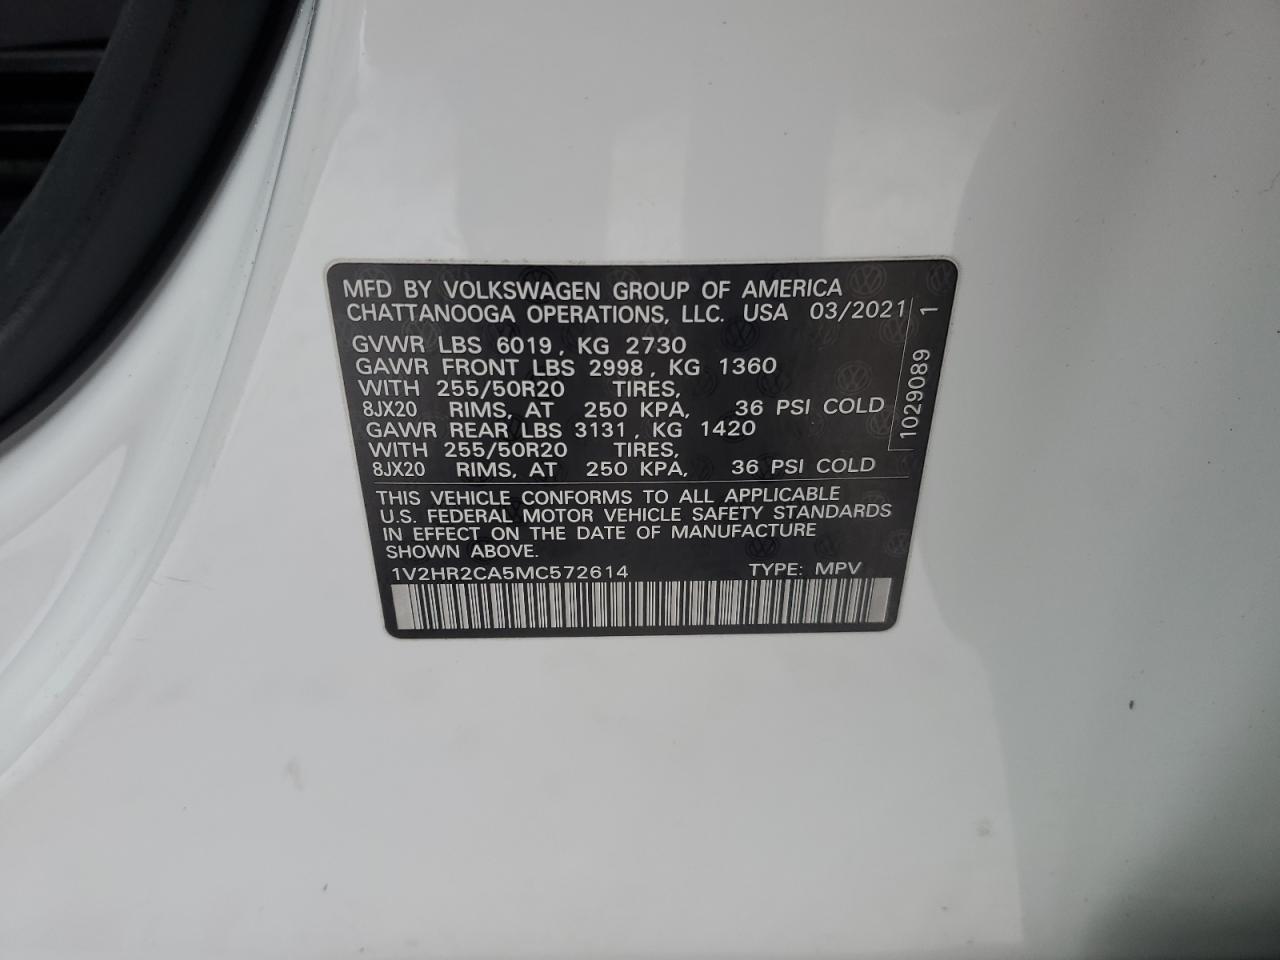 MFD BY VOLKSWAGEN GROUP OF AMERICA
CHATTANOOGA OPERATIONS, LLC. USA 03/2021
GVWR LBS 6019, KG 2730
GAWR FRONT LBS 2998, KG 1360
WITH 255/50R20 TIRES,
8JX20 RIMS, AT 250 KPA, 36 PSI COLD
GAWR REAR LBS 3131, KG 1420
WITH 255/50R20 TIRES,
8JX20 RIMS, AT 250 KPA, 36 PSI COLD
THIS VEHICLE CONFORMS TO ALL APPLICABLE
U.S. FEDERAL MOTOR VEHICLE SAFETY STANDARDS
IN EFFECT ON THE DATE OF MANUFACTURE
SHOWN ABOVE.
1V2HR2CA5MC572614 TYPE: MPV
1029089 1